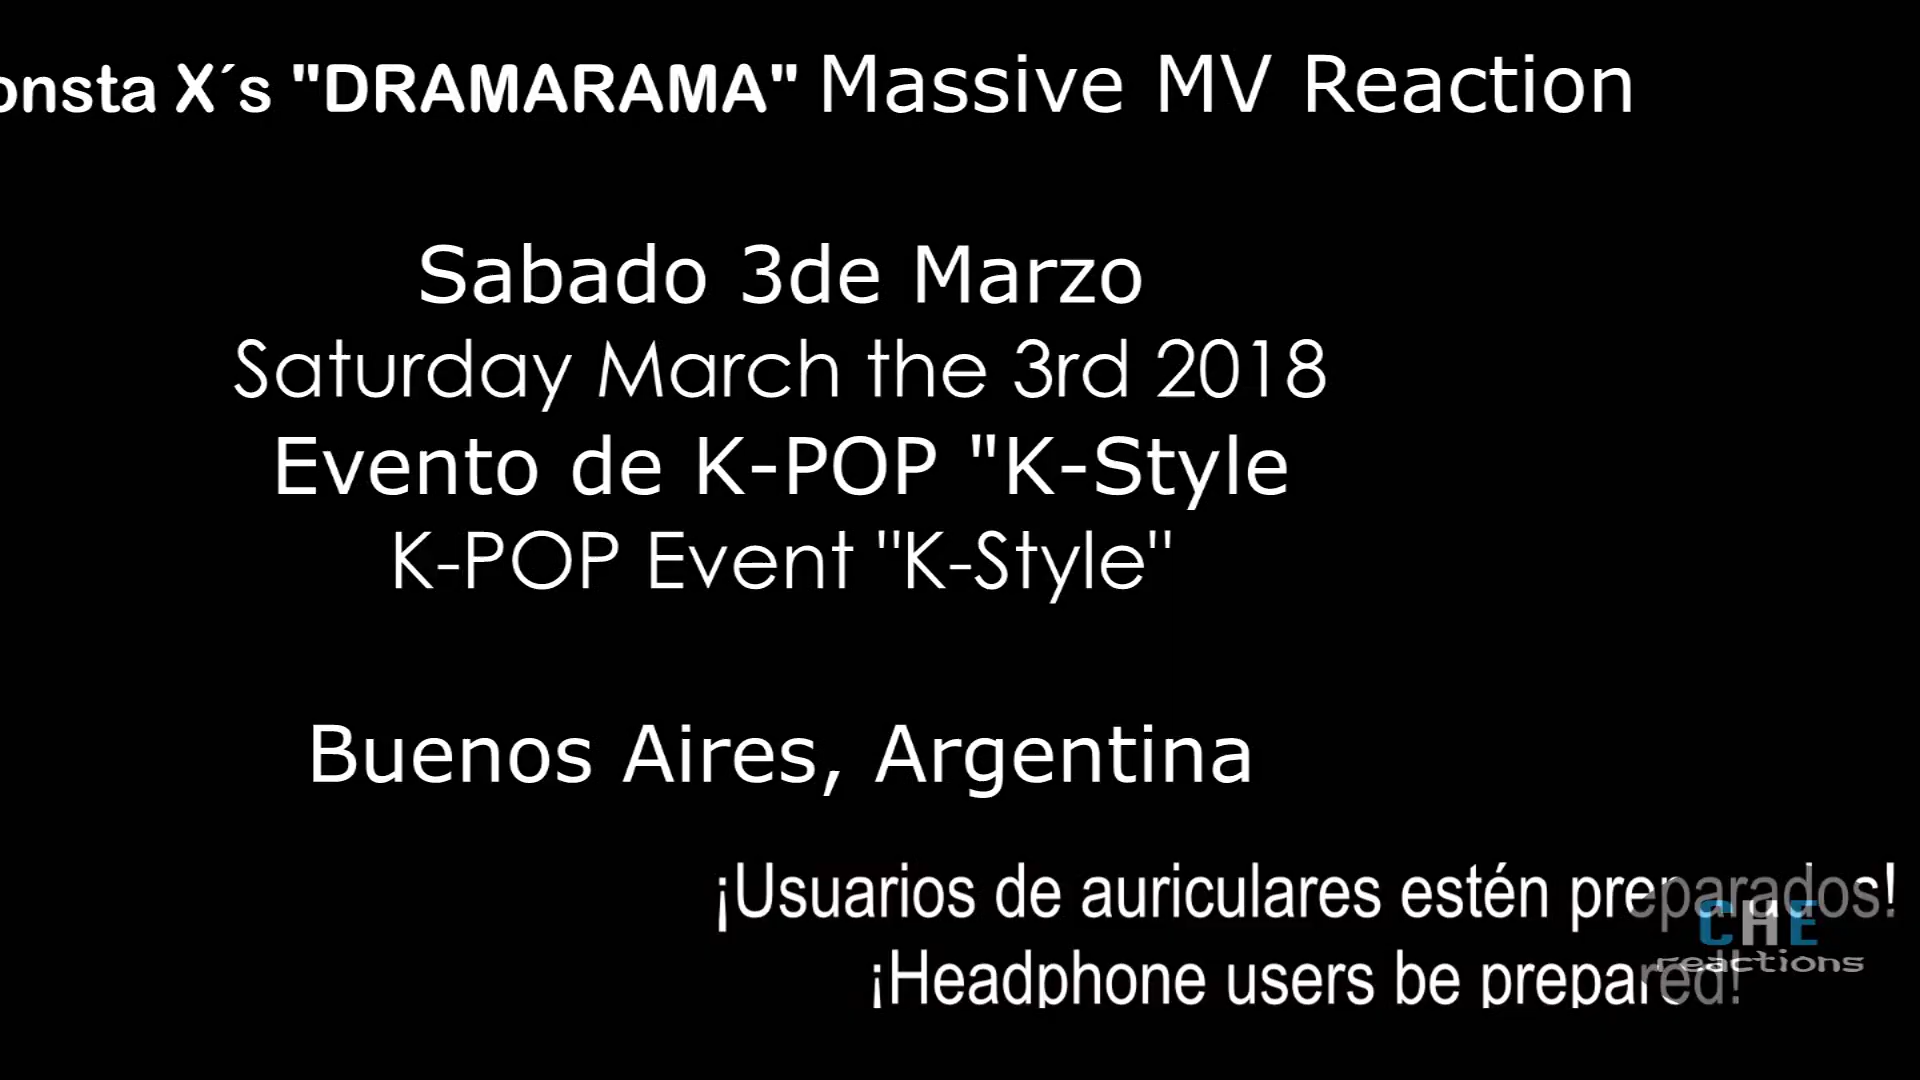 onsta X´s "DRAMARAMA" Massive MV Reaction
Sabado 3de Marzo
Saturday March the 3rd 2018
Evento de K-POP "K-Style
K-POP Event "K-Style"
Buenos Aires, Argentina
¡Usuarios de auriculares estén preparados!
¡Headphone users be prepared!
CHE
reactions